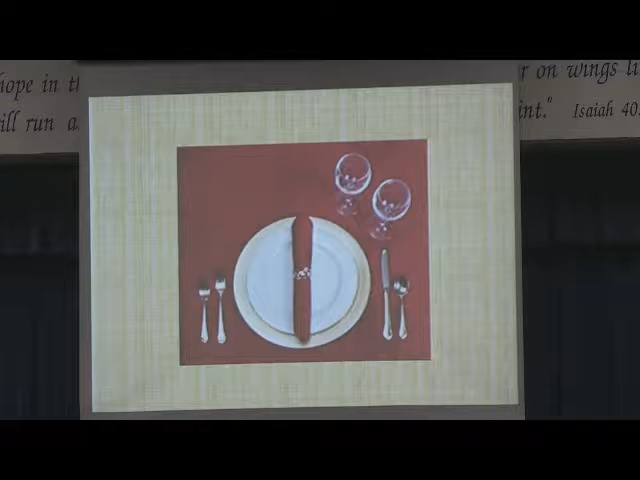 hope in th
r on wings li
ill run a
int." Isaiah 40: